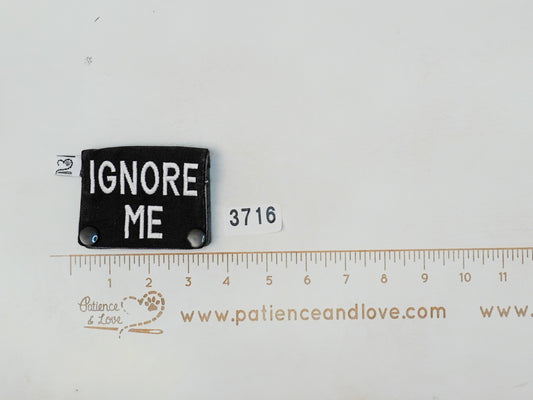 IGNORE
ME
3716
1 2 3 4 5 6 7 8 9 10 11
Patience
& Love
www.patienceandlove.com
www.